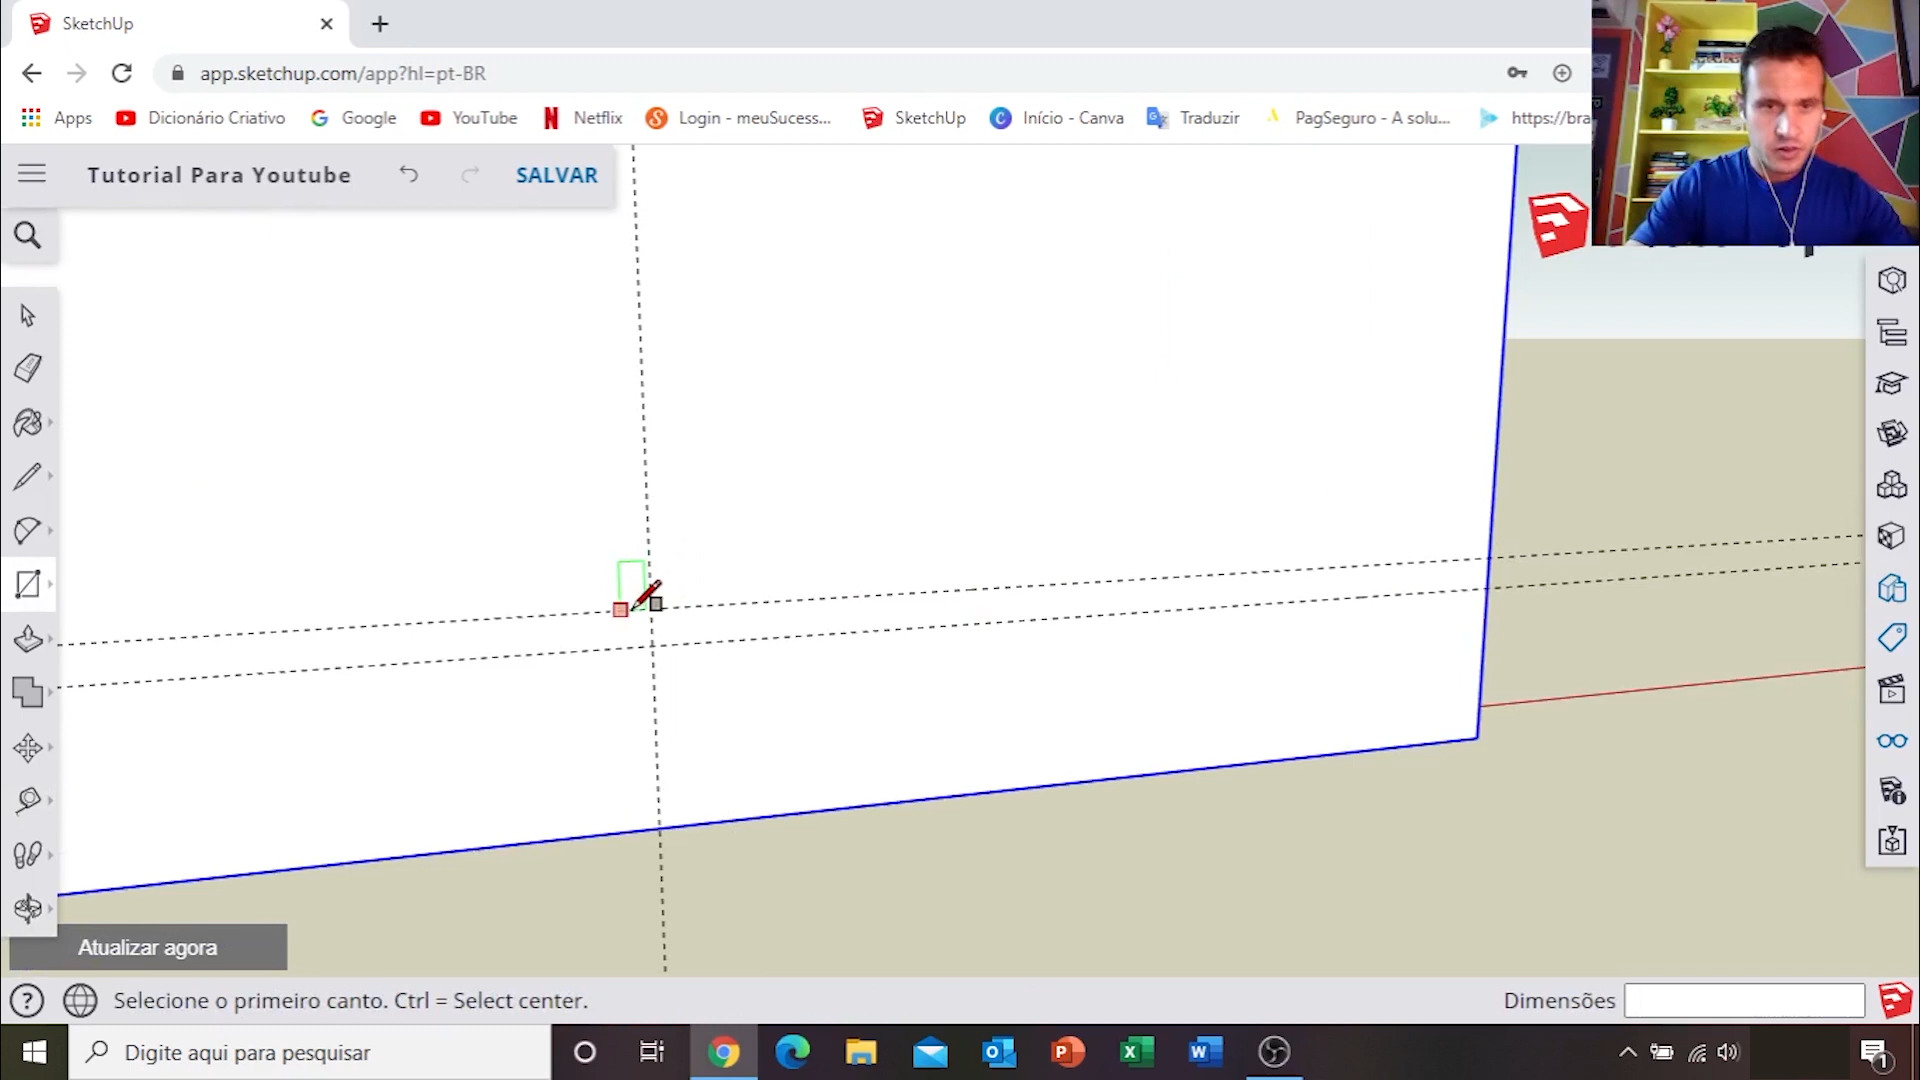 SketchUp
app.sketchup.com/app?hl=pt-BR
Apps Dicionário Criativo Google YouTube Netflix Login - meuSucess... SketchUp Início - Canva Traduzir PagSeguro - A solu... https://bra
Tutorial Para Youtube SALVAR
Atualizar agora
Selecione o primeiro canto. Ctrl = Select center. Dimensões
Digite aqui para pesquisar
1